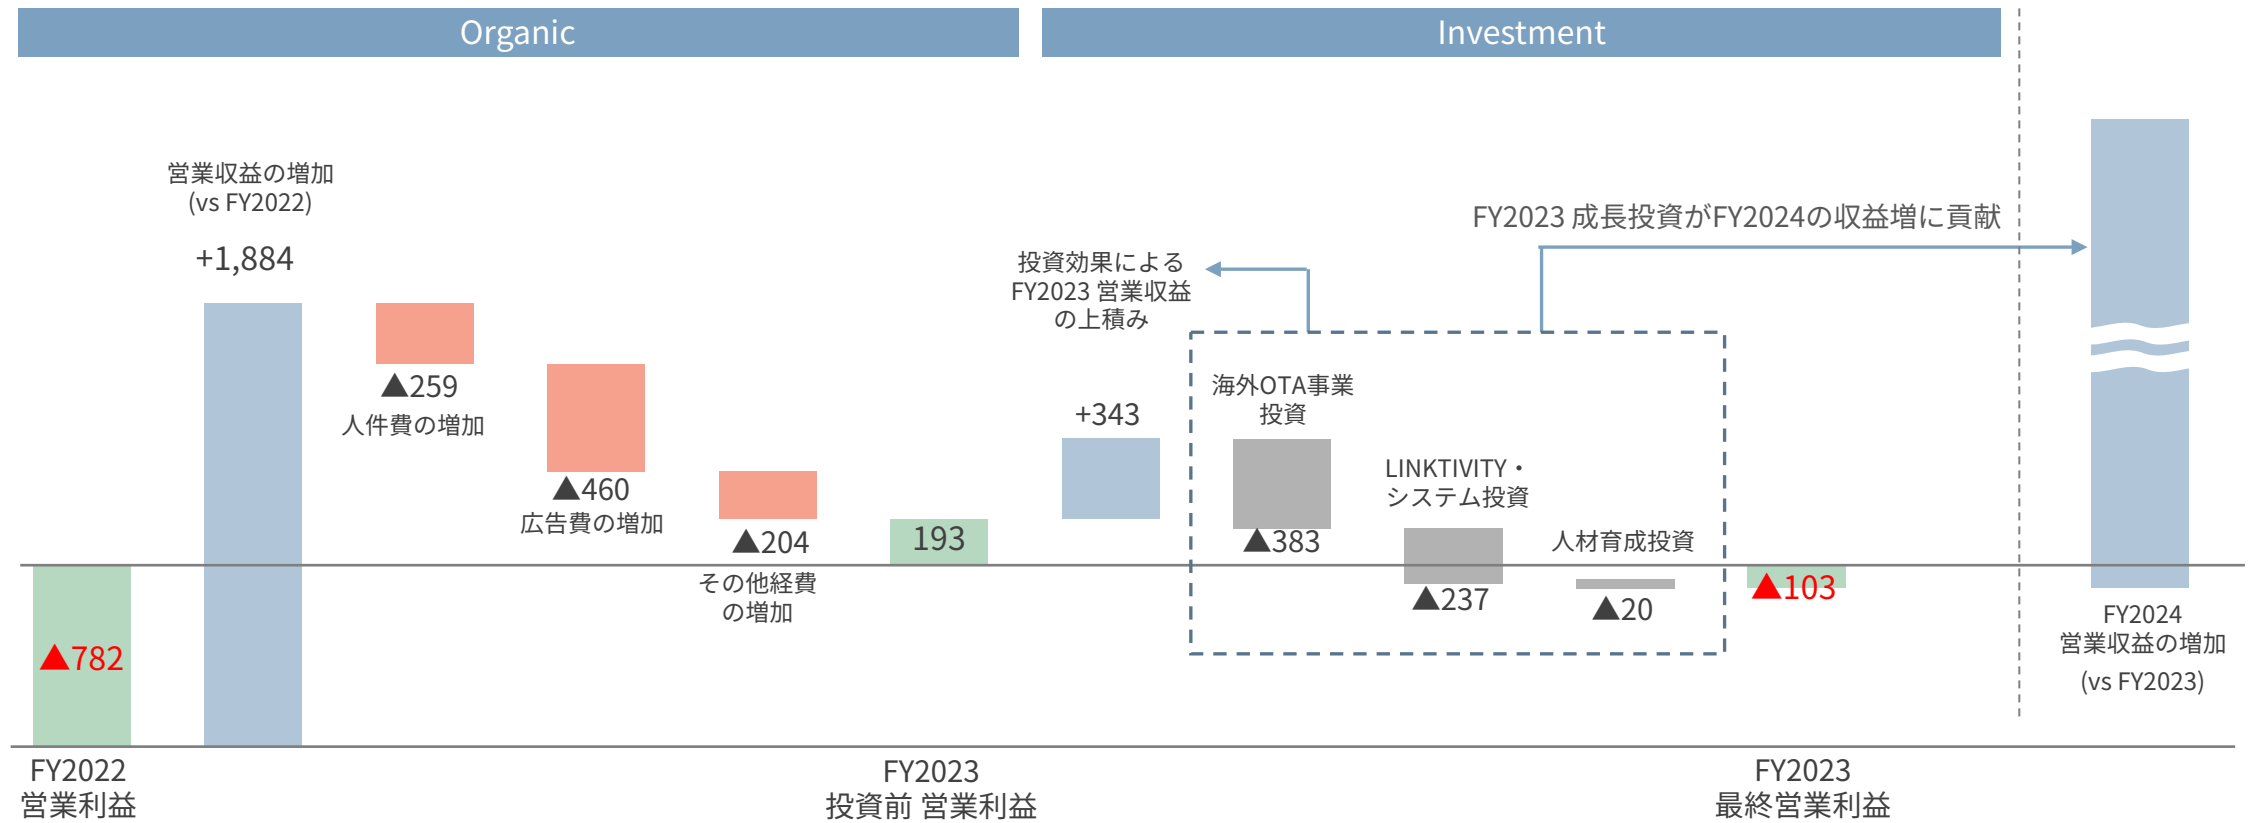 Organic
Investment
営業収益の増加
(vs FY2022)
+1,884
▲259
人件費の増加
▲460
広告費の増加
▲204
その他経費
の増加
193
投資効果による
FY2023 営業収益
の上積み
+343
FY2023 成長投資がFY2024の収益増に貢献
海外OTA事業
投資
▲383
LINKTIVITY・
システム投資
▲237
人材育成投資
▲20
▲103
▲782
FY2024
営業収益の増加
(vs FY2023)
FY2022
営業利益
FY2023
投資前 営業利益
FY2023
最終営業利益